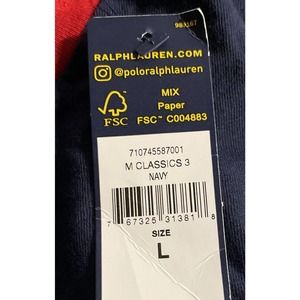 RALPHLAUREN.COM
@poloralphlauren
MIX
Paper
FSC™ C004883
FSC
710745587001
M CLASSICS 3
NAVY
7 67325 31381 8
SIZE
L